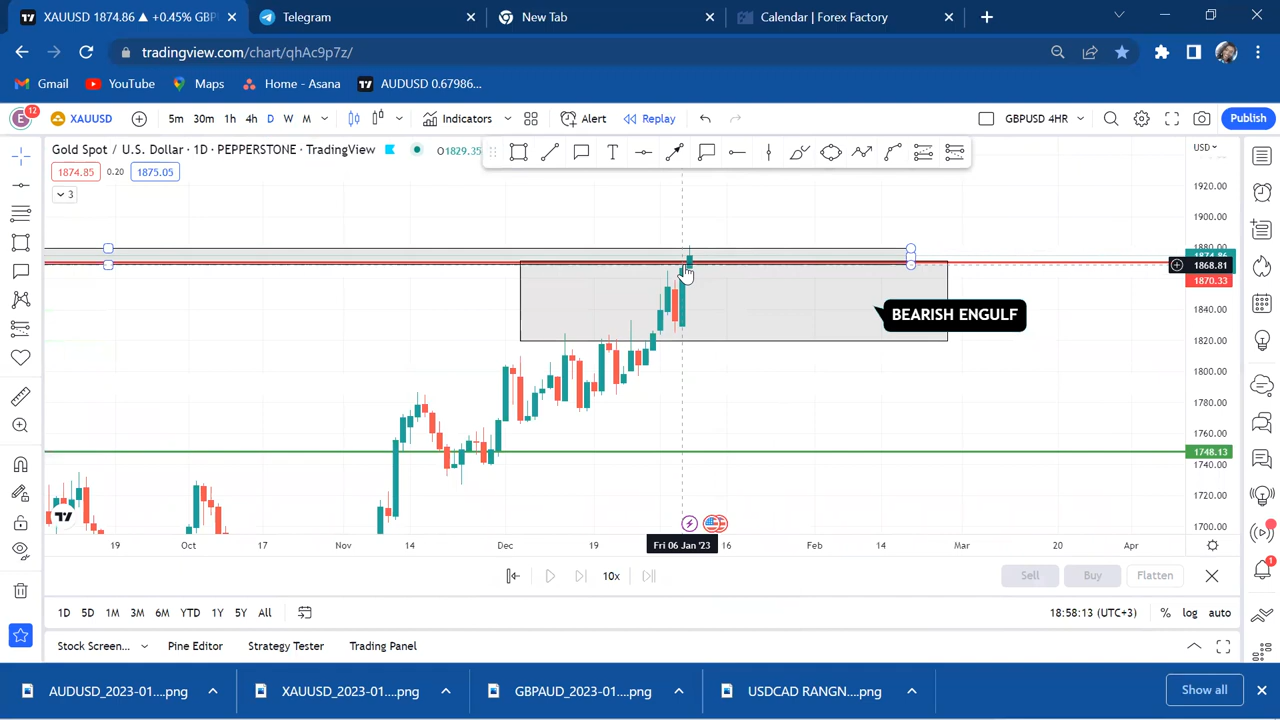 XAUUSD 1874.86 ▲ +0.45% GBP
Telegram
New Tab
Calendar | Forex Factory
tradingview.com/chart/qhAc9p7z/
Gmail
YouTube
Maps
Home - Asana
AUDUSD 0.67986...
E
12
XAUUSD
5m
30m
1h
4h
D
W
M
Indicators
Alert
Replay
GBPUSD 4HR
Publish
Gold Spot / U.S. Dollar · 1D · PEPPERSTONE · TradingView
O1829.35
1874.85
0.20
1875.05
3
USD
1920.00
1900.00
1880.00
1874.86
1868.81
1870.33
1840.00
1820.00
1800.00
1780.00
1760.00
1748.13
1740.00
1720.00
1700.00
BEARISH ENGULF
19
Oct
17
Nov
14
Dec
19
Fri 06 Jan '23
16
Feb
14
Mar
20
Apr
10x
Sell
Buy
Flatten
1D
5D
1M
3M
6M
YTD
1Y
5Y
All
18:58:13 (UTC+3)
%
log
auto
1
Stock Screen...
Pine Editor
Strategy Tester
Trading Panel
AUDUSD_2023-01....png
XAUUSD_2023-01....png
GBPAUD_2023-01....png
USDCAD RANGN....png
Show all